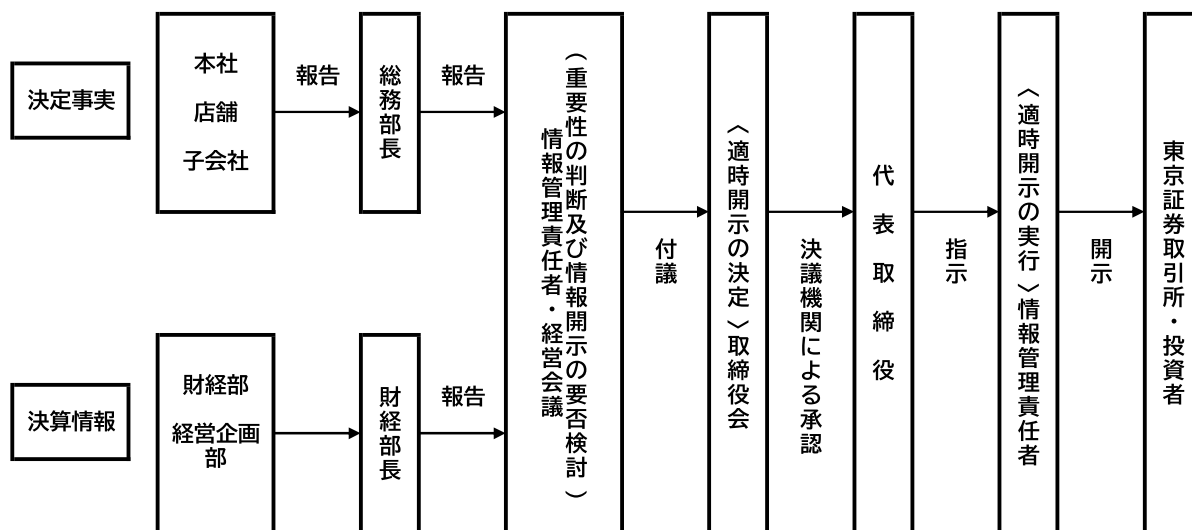 決定事実
本社
店舗
子会社
報告
総務部長
報告
決算情報
財経部
経営企画
部
財経部長
報告
（重要性の判断及び情報開示の要否検討）
情報管理責任者・経営会議
付議
〈適時開示の決定〉取締役会
決議機関による承認
代表取締役
指示
〈適時開示の実行〉情報管理責任者
開示
東京証券取引所・投資者